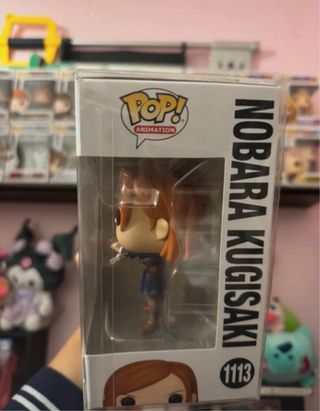 POP!
ANIMATION
NOBARA KUGISAKI
1113